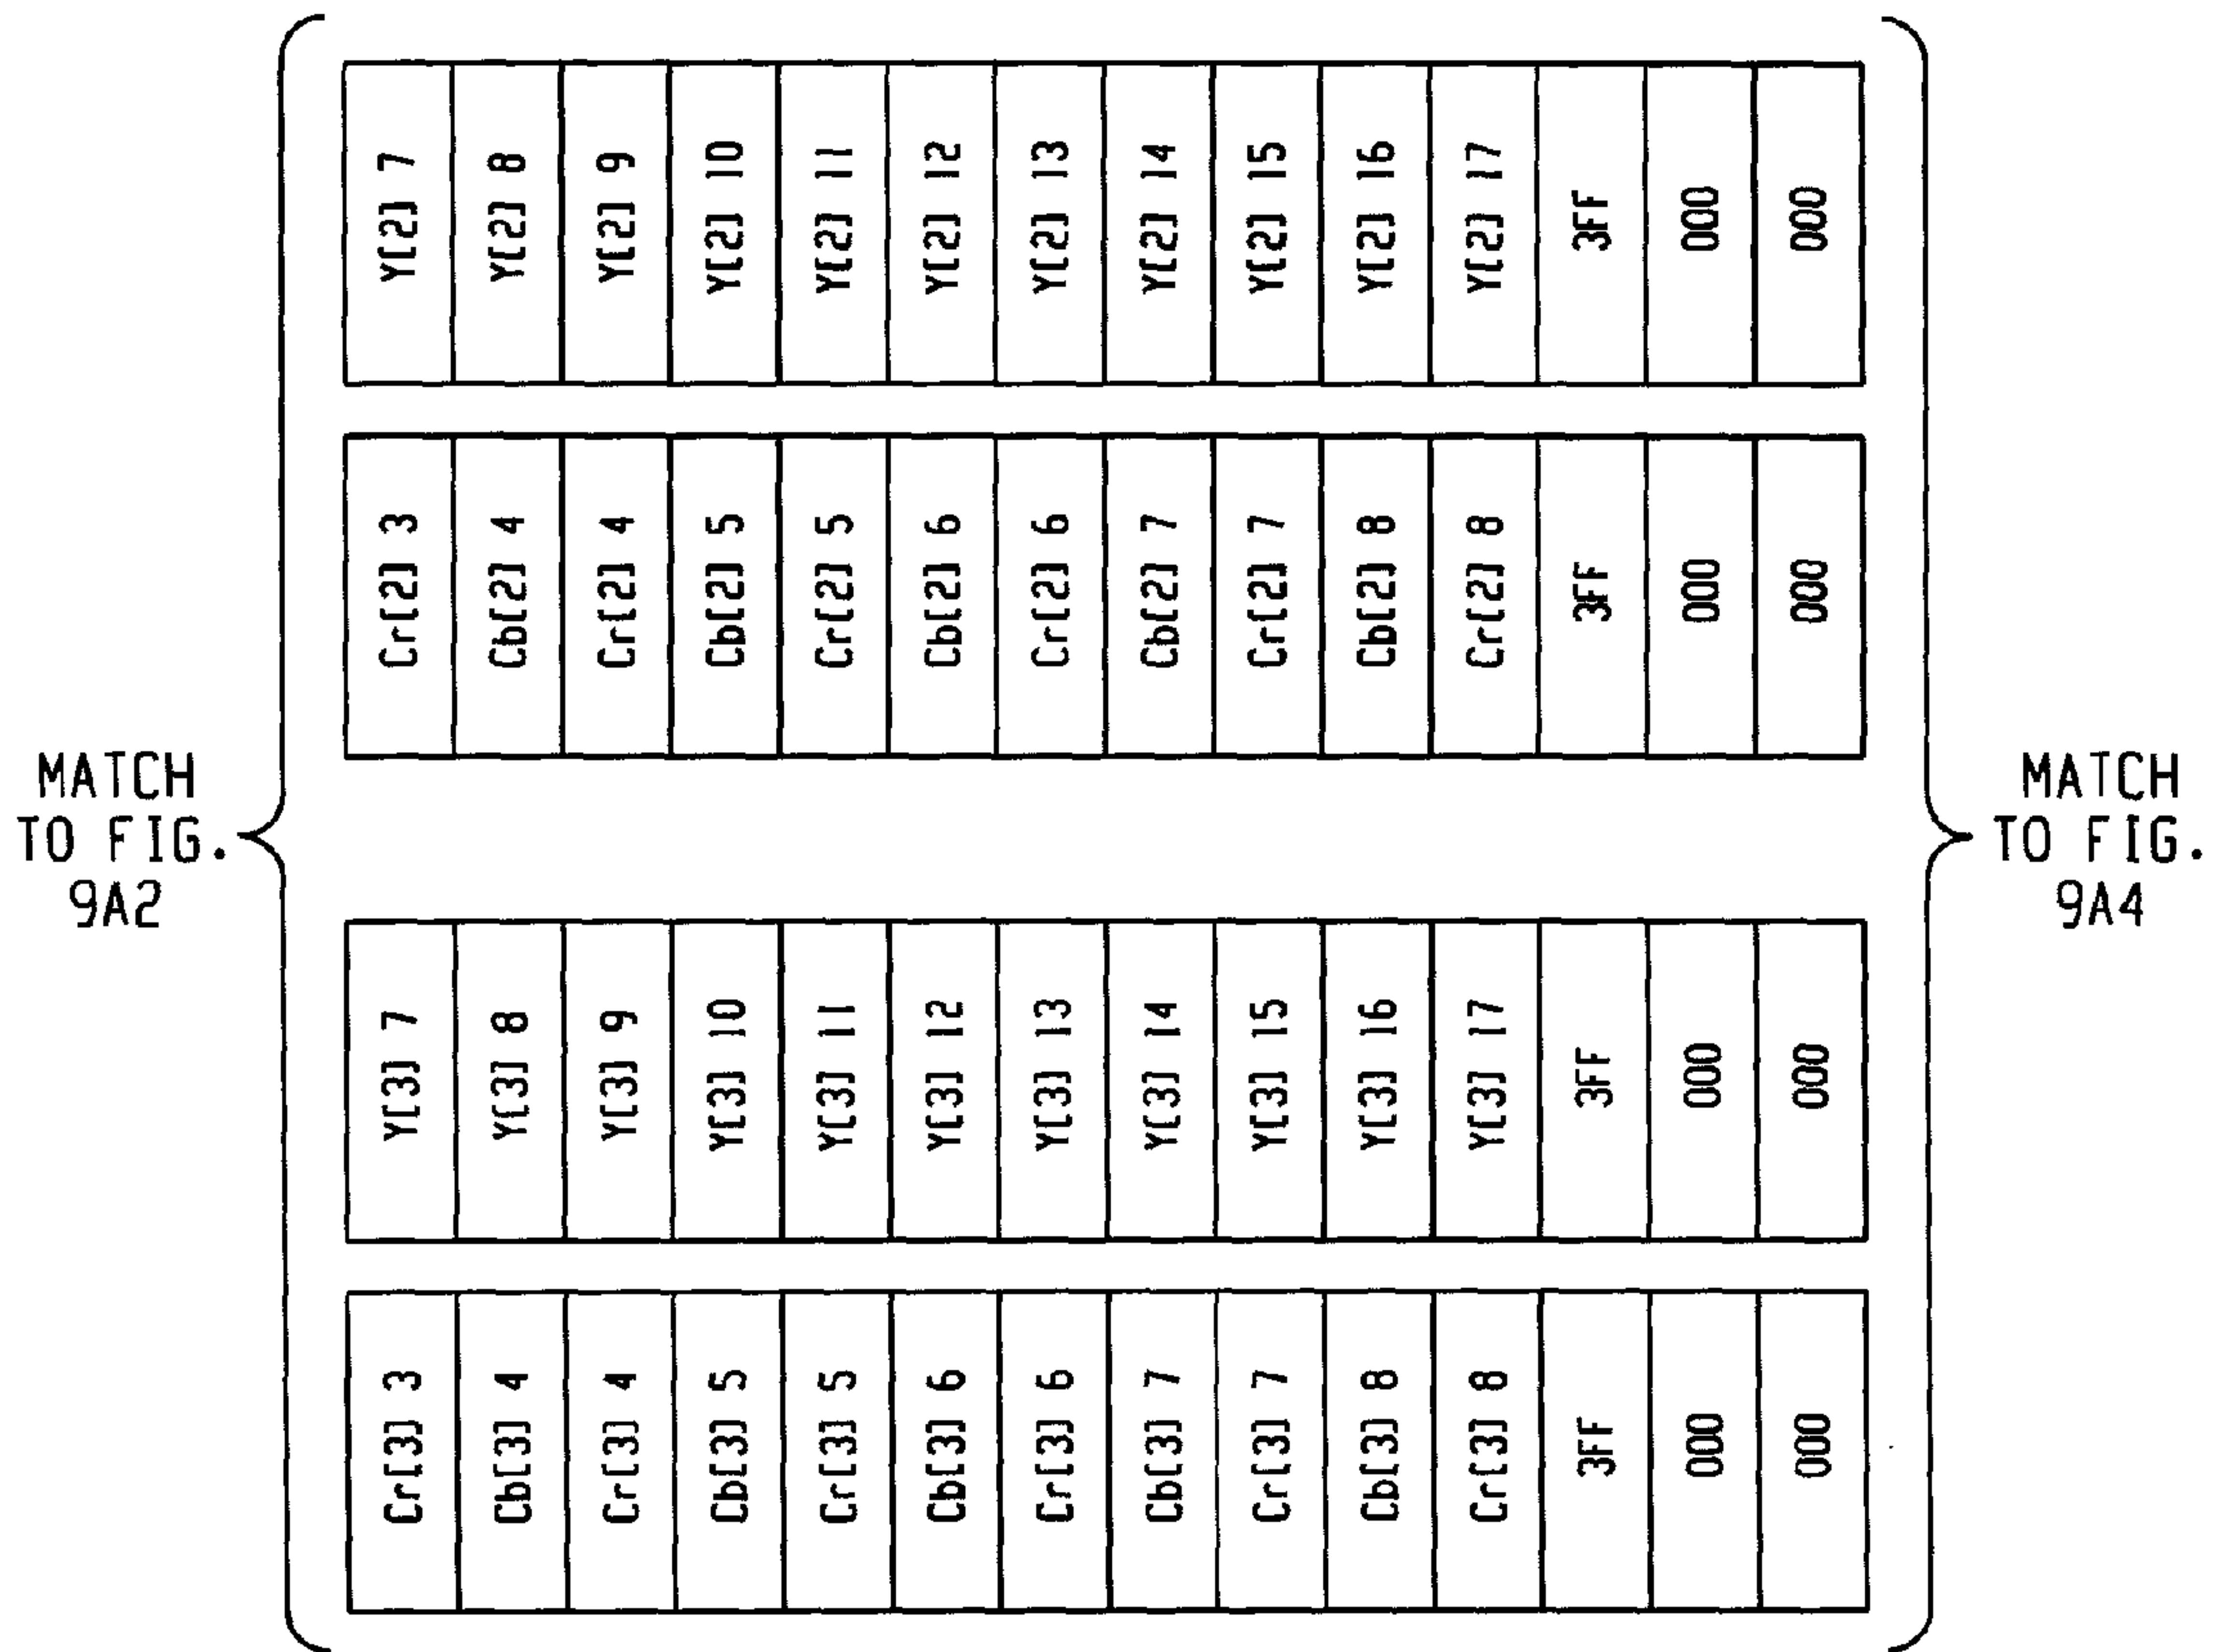 MATCH
TO FIG.
9A2
Y[2] 7
Y[2] 8
Y[2] 9
Y[2] 10
Y[2] 11
Y[2] 12
Y[2] 13
Y[2] 14
Y[2] 15
Y[2] 16
Y[2] 17
3FF
000
000
Cr[2] 3
Cb[2] 4
Cr[2] 4
Cb[2] 5
Cr[2] 5
Cb[2] 6
Cr[2] 6
Cb[2] 7
Cr[2] 7
Cb[2] 8
Cr[2] 8
3FF
000
000
Y[3] 7
Y[3] 8
Y[3] 9
Y[3] 10
Y[3] 11
Y[3] 12
Y[3] 13
Y[3] 14
Y[3] 15
Y[3] 16
Y[3] 17
3FF
000
000
Cr[3] 3
Cb[3] 4
Cr[3] 4
Cb[3] 5
Cr[3] 5
Cb[3] 6
Cr[3] 6
Cb[3] 7
Cr[3] 7
Cb[3] 8
Cr[3] 8
3FF
000
000
MATCH
TO FIG.
9A4